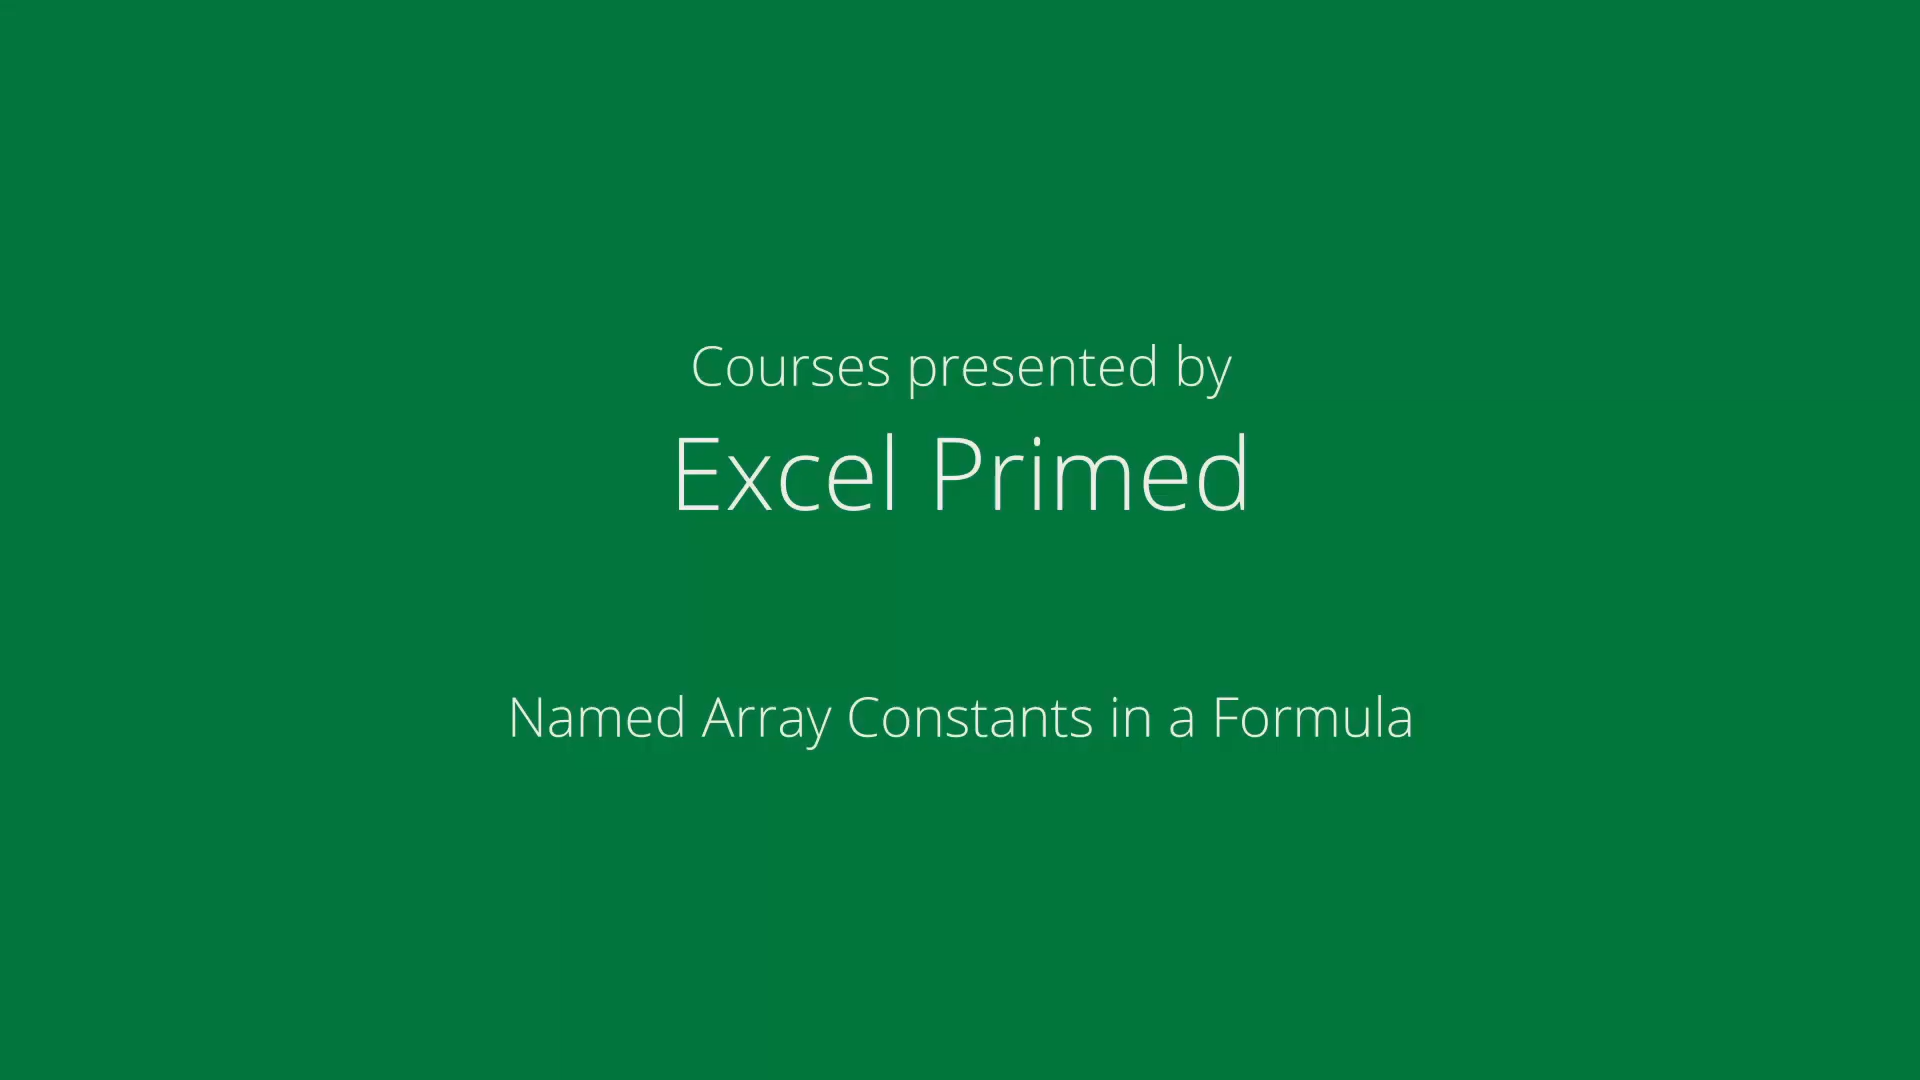 Courses presented by
Excel Primed
Named Array Constants in a Formula